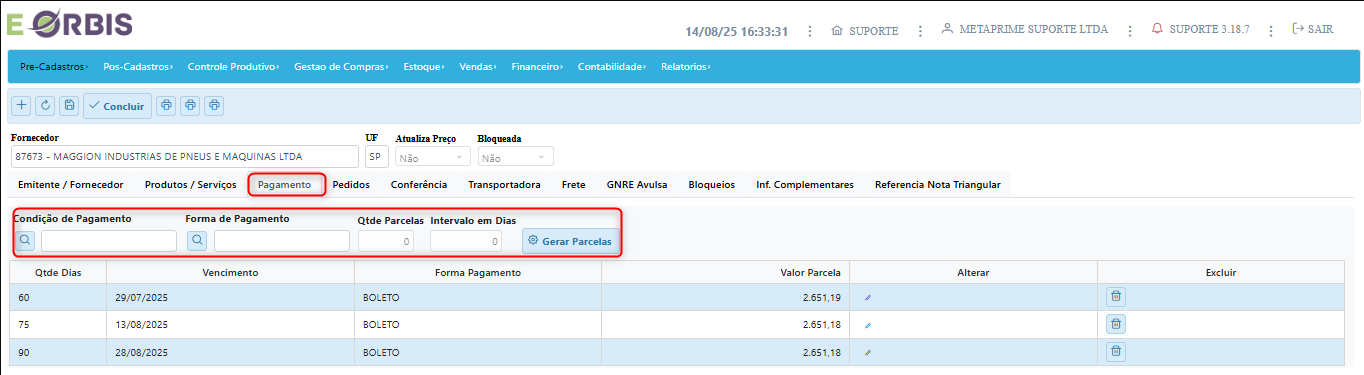 E ORBIS
14/08/25 16:33:31 SUPORTE METAPRIME SUPORTE LTDA SUPORTE 3.18.7 SAIR
Pre-Cadastros Pos-Cadastros Controle Produtivo Gestao de Compras Estoque Vendas Financeiro Contabilidade Relatorios
Concluir
Fornecedor UF Atualiza Preço Bloqueada
87673 - MAGGION INDUSTRIAS DE PNEUS E MAQUINAS LTDA SP Não Não
Emitente / Fornecedor Produtos / Serviços Pagamento Pedidos Conferência Transportadora Frete GNRE Avulsa Bloqueios Inf. Complementares Referencia Nota Triangular
Condição de Pagamento Forma de Pagamento Qtde Parcelas Intervalo em Dias
0 0 Gerar Parcelas
Qtde Dias Vencimento Forma Pagamento Valor Parcela Alterar Excluir
60 29/07/2025 BOLETO 2.651,19
75 13/08/2025 BOLETO 2.651,18
90 28/08/2025 BOLETO 2.651,18